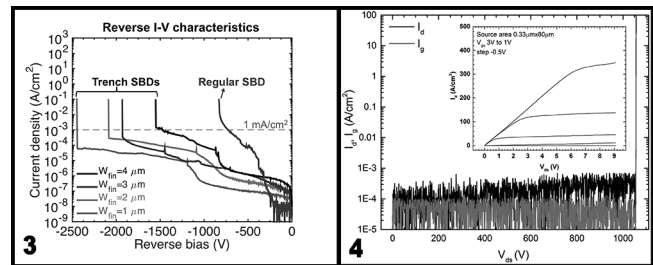 Reverse I-V characteristics
Current density (A/cm²)
10³
10²
10¹
10⁰
10⁻¹
10⁻²
10⁻³
10⁻⁴
10⁻⁵
10⁻⁶
10⁻⁷
10⁻⁸
10⁻⁹
Trench SBDs
Regular SBD
1 mA/cm²
W_fin=4 μm
W_fin=3 μm
W_fin=2 μm
W_fin=1 μm
-2500 -2000 -1500 -1000 -500 0
Reverse bias (V)
3
I_d, I_g (A/cm²)
100
10
1
0.1
0.01
1E-3
1E-4
1E-5
I_d
I_g
Source area 0.33μmx80μm
V_gs 3V to 1V
step -0.5V
I_d (A/cm²)
500
400
300
200
100
0
0 1 2 3 4 5 6 7 8 9
V_ds (V)
0 200 400 600 800 1000
V_ds (V)
4